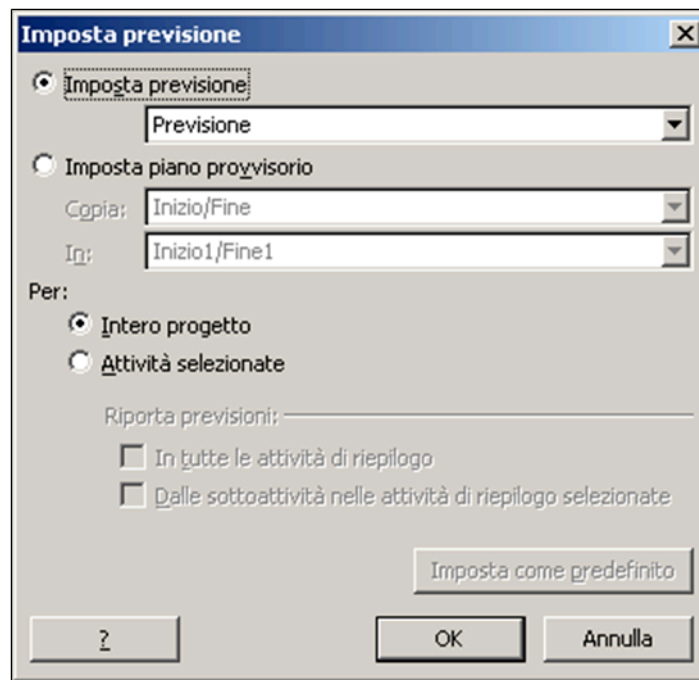 Imposta previsione
Imposta previsione
Previsione
Imposta piano provvisorio
Copia: Inizio/Fine
In: Inizio1/Fine1
Per:
Intero progetto
Attività selezionate
Riporta previsioni:
In tutte le attività di riepilogo
Dalle sottoattività nelle attività di riepilogo selezionate
Imposta come predefinito
? OK Annulla